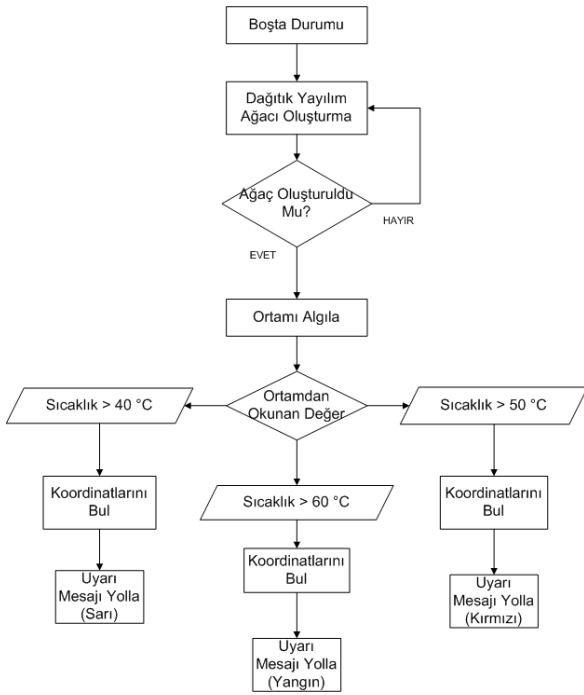 Boşta Durumu
Dağıtık Yayılım
Ağacı Oluşturma
Ağaç Oluşturuldu
Mu?
HAYIR
EVET
Ortamı Algıla
Ortamdan
Okunan Değer
Sıcaklık > 40 °C
Koordinatlarını
Bul
Uyarı
Mesajı Yolla
(Sarı)
Sıcaklık > 60 °C
Koordinatlarını
Bul
Uyarı
Mesajı Yolla
(Yangın)
Sıcaklık > 50 °C
Koordinatlarını
Bul
Uyarı
Mesajı Yolla
(Kırmızı)